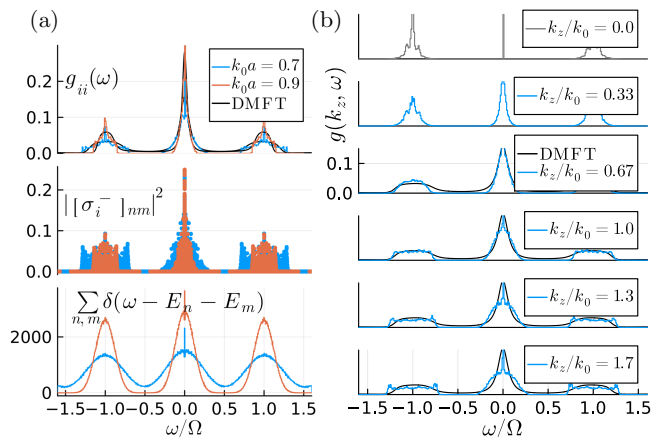 (a)
g_{ii}(ω)
k_0a = 0.7
k_0a = 0.9
DMFT
0.2
0.1
0.0
|[σ_i^-]_{nm}|^2
0.2
0.1
0.0
∑_{n,m} δ(ω − E_n − E_m)
2000
0
−1.5 −1.0 −0.5 0.0 0.5 1.0 1.5
ω/Ω
(b)
k_z/k_0 = 0.0
k_z/k_0 = 0.33
g(k_z, ω)
DMFT
k_z/k_0 = 0.67
0.1
0.0
k_z/k_0 = 1.0
k_z/k_0 = 1.3
k_z/k_0 = 1.7
−1.5 −1.0 −0.5 0.0 0.5 1.0 1.5
ω/Ω